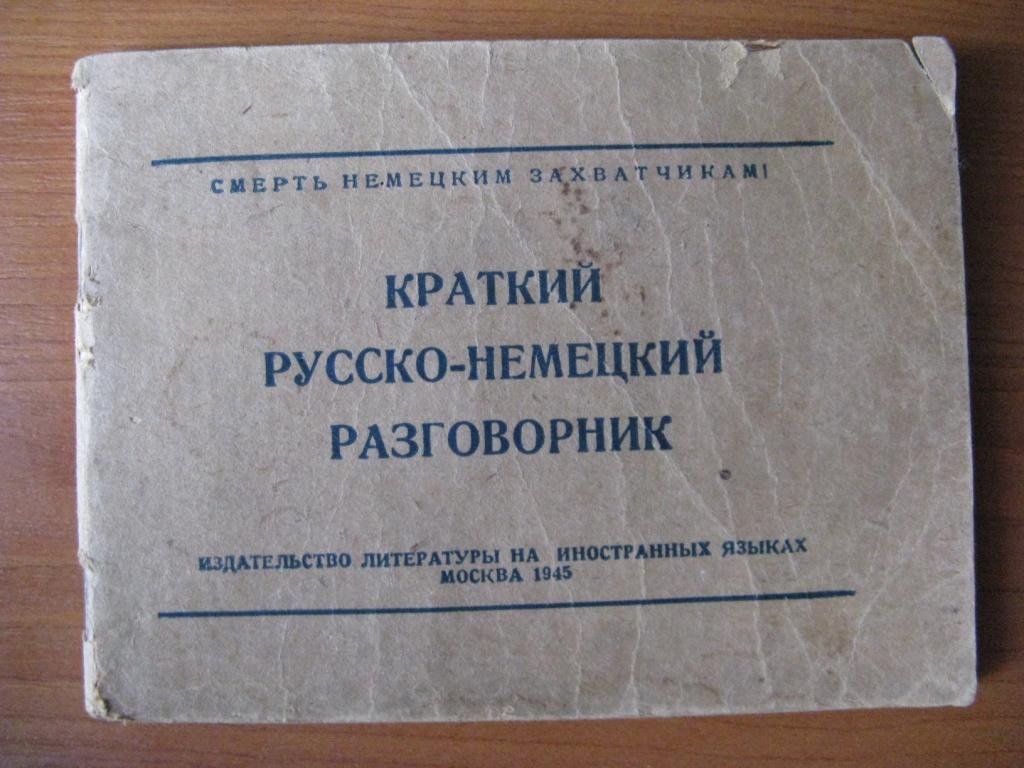 СМЕРТЬ НЕМЕЦКИМ ЗАХВАТЧИКАМ!
КРАТКИЙ
РУССКО-НЕМЕЦКИЙ
РАЗГОВОРНИК
ИЗДАТЕЛЬСТВО ЛИТЕРАТУРЫ НА ИНОСТРАННЫХ ЯЗЫКАХ
МОСКВА 1945